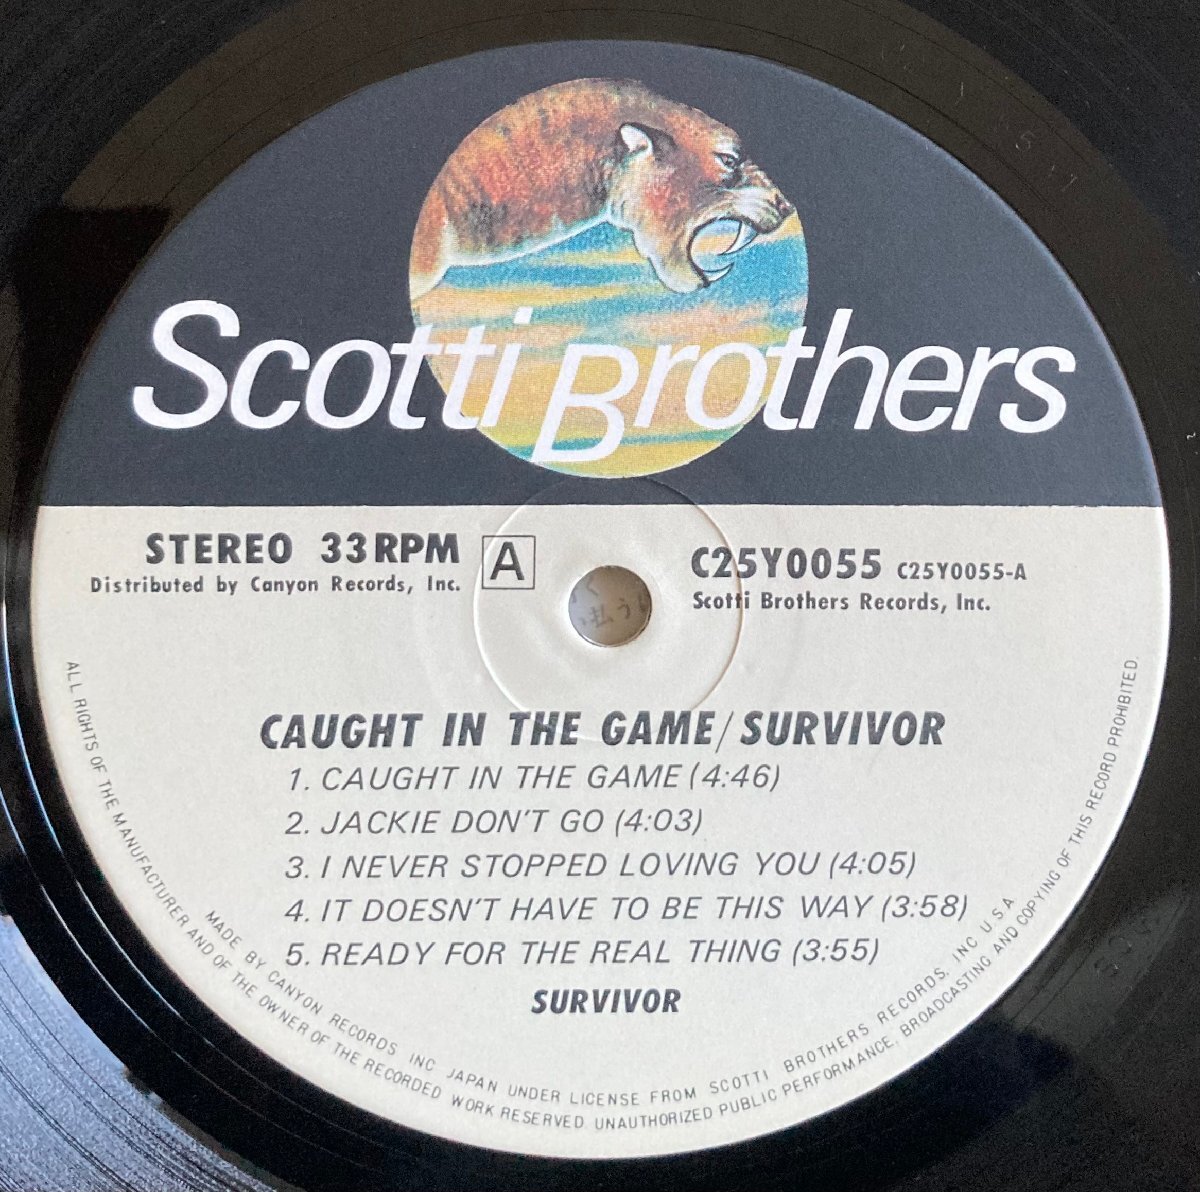 Scotti Brothers
STEREO 33RPM
Distributed by Canyon Records, Inc.
A
C25Y0055 C25Y0055-A
Scotti Brothers Records, Inc.
CAUGHT IN THE GAME/SURVIVOR
1. CAUGHT IN THE GAME (4:46)
2. JACKIE DON'T GO (4:03)
3. I NEVER STOPPED LOVING YOU (4:05)
4. IT DOESN'T HAVE TO BE THIS WAY (3:58)
5. READY FOR THE REAL THING (3:55)
SURVIVOR
MADE BY CANYON RECORDS INC JAPAN UNDER LICENSE FROM SCOTTI BROTHERS RECORDS, INC U.S.A
ALL RIGHTS OF THE MANUFACTURER AND OF THE OWNER OF THE RECORDED WORK RESERVED. UNAUTHORIZED PUBLIC PERFORMANCE, BROADCASTING AND COPYING OF THIS RECORD PROHIBITED.